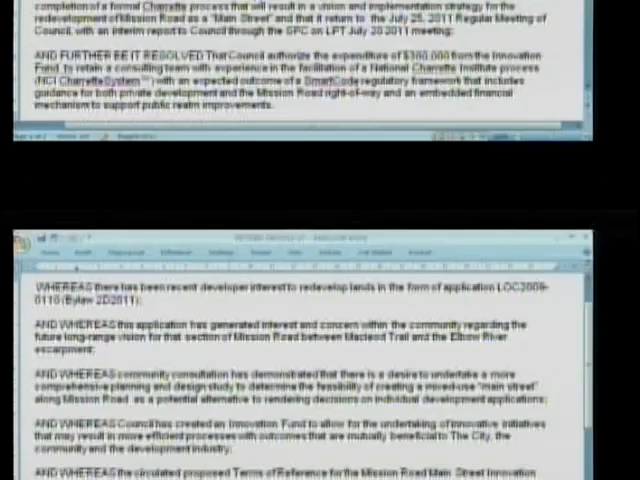 completion of a formal Charrette process that will result in a vision and implementation strategy for the
redevelopment of Mission Road as a "Main Street" and that it return to the July 25, 2011 Regular Meeting of
Council, with an interim report to Council through the SPC on LPT July 20 2011 meeting;
AND FURTHER BE IT RESOLVED That Council authorize the expenditure of $300,000 from the Innovation
Fund to retain a consulting team with experience in the facilitation of a National Charrette Institute process
(NCI CharretteSystem™) with an expected outcome of a SmartCode regulatory framework that includes
guidance for both private development and the Mission Road right-of-way and an embedded financial
mechanism to support public realm improvements.
WHEREAS there has been recent developer interest to redevelop lands in the form of application LOC2009-
0110 (Bylaw 2D2011);
AND WHEREAS this application has generated interest and concern within the community regarding the
future long-range vision for that section of Mission Road between Macleod Trail and the Elbow River
escarpment;
AND WHEREAS community consultation has demonstrated that there is a desire to undertake a more
comprehensive planning and design study to determine the feasibility of creating a mixed-use "main street"
along Mission Road as a potential alternative to rendering decisions on individual development applications;
AND WHEREAS Council has created an Innovation Fund to allow for the undertaking of innovative initiatives
that may result in more efficient processes with outcomes that are mutually beneficial to The City, the
community and the development industry;
AND WHEREAS the circulated proposed Terms of Reference for the Mission Road Main Street Innovation